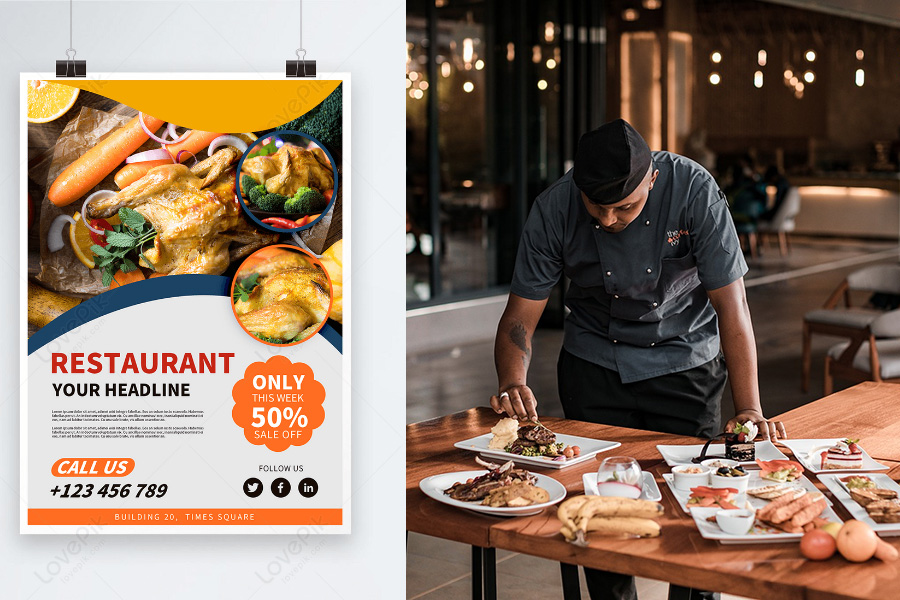 RESTAURANT
YOUR HEADLINE
ONLY
THIS WEEK
50%
SALE OFF
CALL US
+123 456 789
FOLLOW US
BUILDING 20, TIMES SQUARE
LovePik